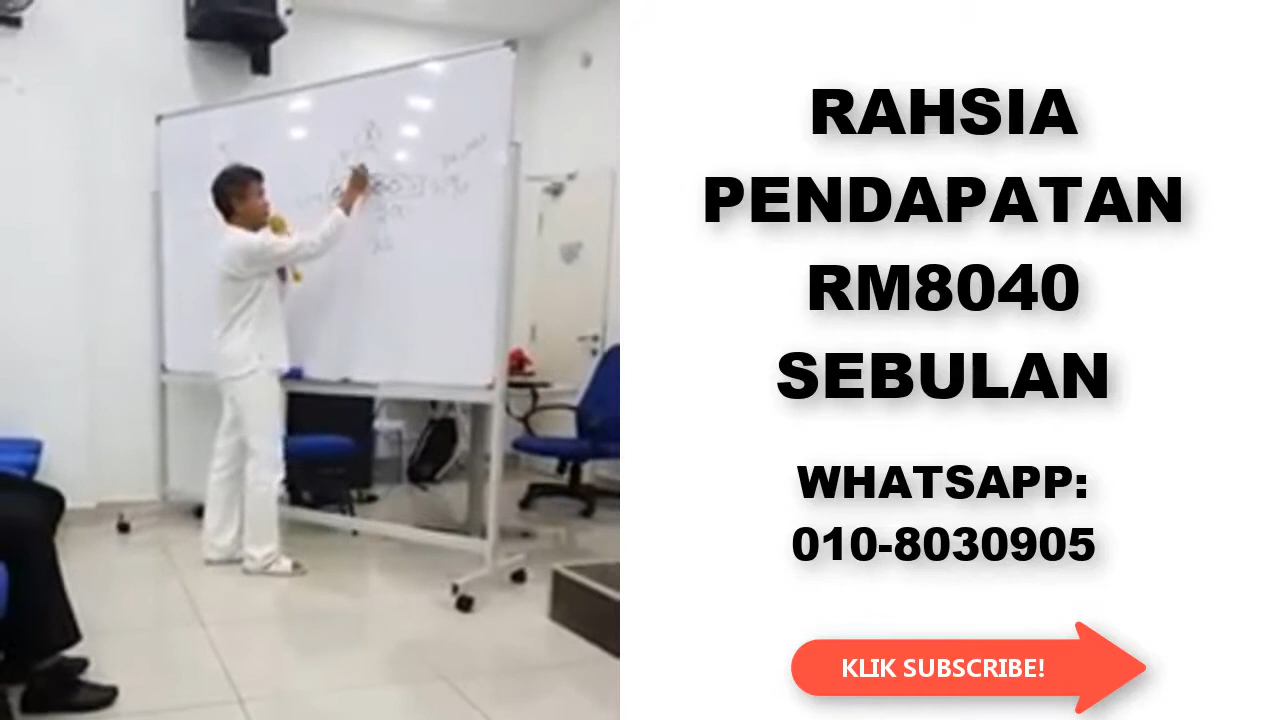 RAHSIA
PENDAPATAN
RM8040
SEBULAN
WHATSAPP:
010-8030905
KLIK SUBSCRIBE!